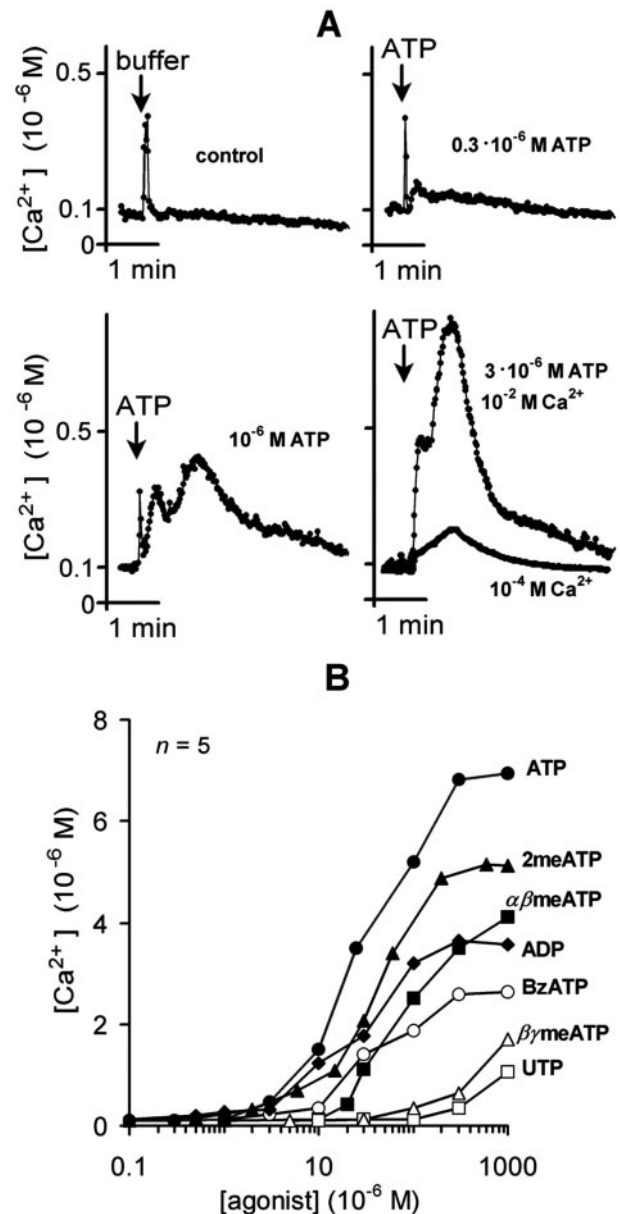 A
[Ca²⁺] (10⁻⁶ M)
0.5
0.1
0
buffer
control
1 min
ATP
0.3·10⁻⁶ M ATP
1 min
[Ca²⁺] (10⁻⁶ M)
0.5
0.1
0
ATP
10⁻⁶ M ATP
1 min
ATP
3·10⁻⁶ M ATP
10⁻² M Ca²⁺
10⁻⁴ M Ca²⁺
1 min
B
[Ca²⁺] (10⁻⁶ M)
8
6
4
2
0
n = 5
ATP
2meATP
αβmeATP
ADP
BzATP
βγmeATP
UTP
0.1 10 1000
[agonist] (10⁻⁶ M)